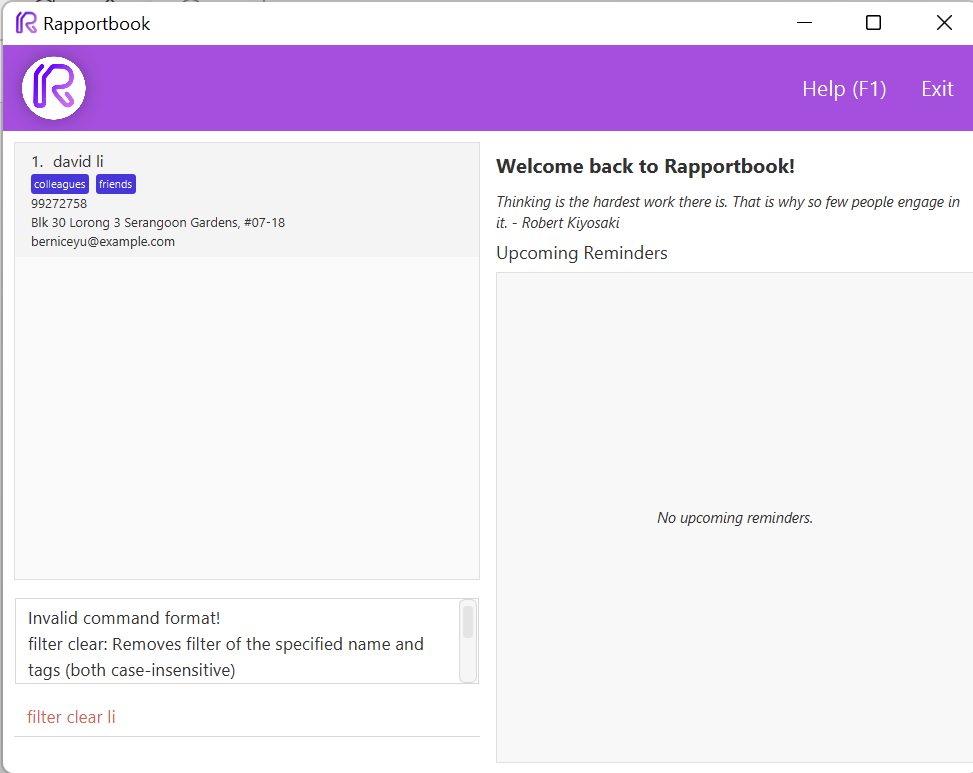 Rapportbook
Help (F1) Exit
1. david li
colleagues friends
99272758
Blk 30 Lorong 3 Serangoon Gardens, #07-18
berniceyu@example.com
Welcome back to Rapportbook!
Thinking is the hardest work there is. That is why so few people engage in
it. - Robert Kiyosaki
Upcoming Reminders
No upcoming reminders.
Invalid command format!
filter clear: Removes filter of the specified name and
tags (both case-insensitive)
filter clear li